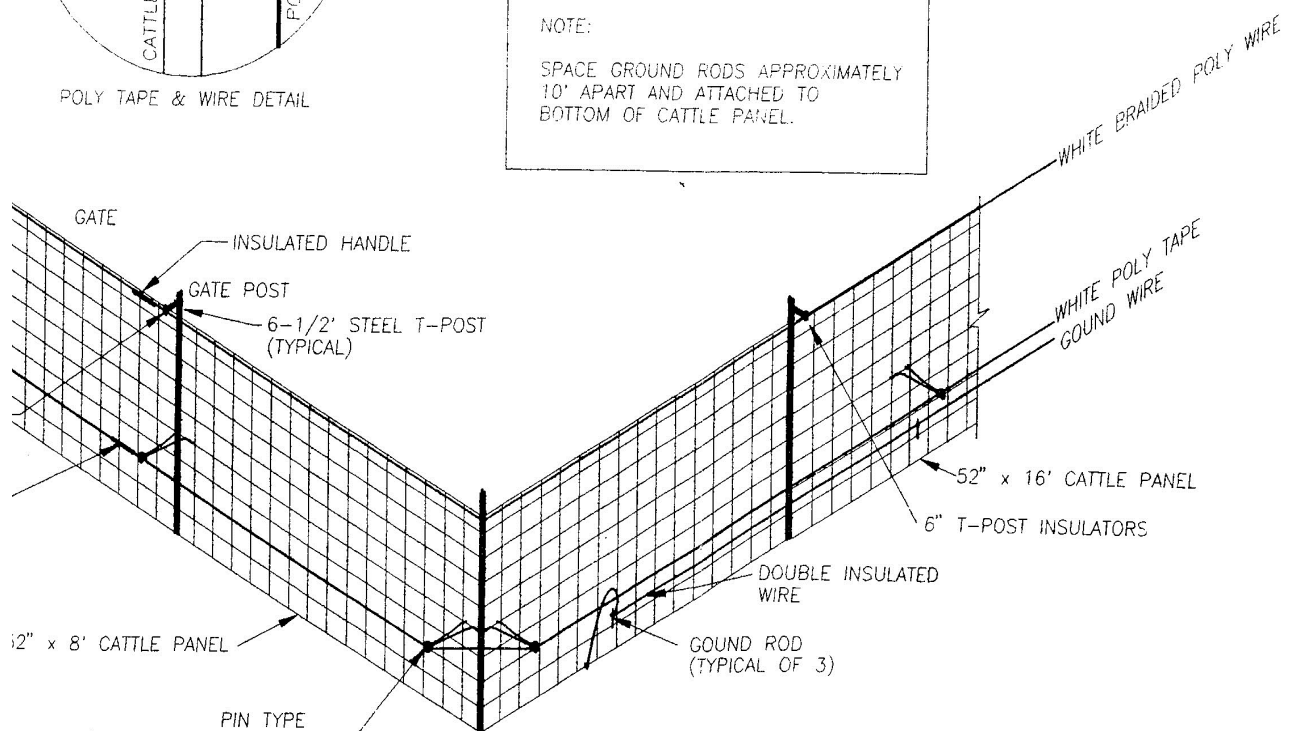 CATTLE
PO
POLY TAPE & WIRE DETAIL
NOTE:
SPACE GROUND RODS APPROXIMATELY
10' APART AND ATTACHED TO
BOTTOM OF CATTLE PANEL.
WHITE BRAIDED POLY WIRE
GATE
INSULATED HANDLE
GATE POST
6-1/2' STEEL T-POST
(TYPICAL)
WHITE POLY TAPE
GOUND WIRE
52" x 16' CATTLE PANEL
6" T-POST INSULATORS
DOUBLE INSULATED
WIRE
GOUND ROD
(TYPICAL OF 3)
52" x 8' CATTLE PANEL
PIN TYPE